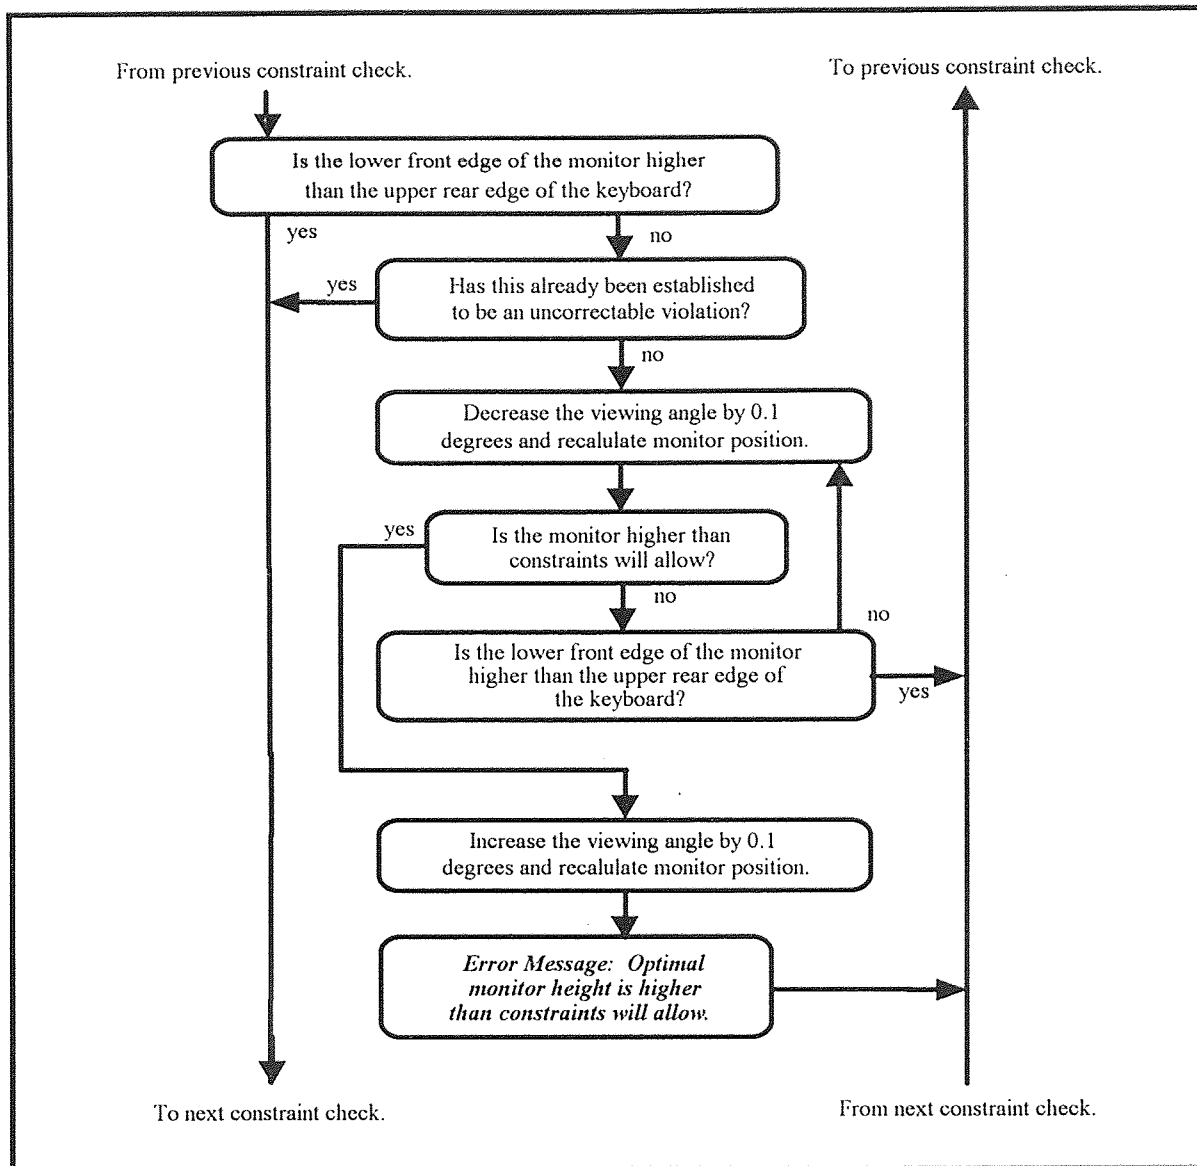 From previous constraint check.
To previous constraint check.
Is the lower front edge of the monitor higher
than the upper rear edge of the keyboard?
yes
no
yes
Has this already been established
to be an uncorrectable violation?
no
Decrease the viewing angle by 0.1
degrees and recalulate monitor position.
yes
Is the monitor higher than
constraints will allow?
no
no
Is the lower front edge of the monitor
higher than the upper rear edge of
the keyboard?
yes
Increase the viewing angle by 0.1
degrees and recalulate monitor position.
Error Message: Optimal
monitor height is higher
than constraints will allow.
To next constraint check.
From next constraint check.